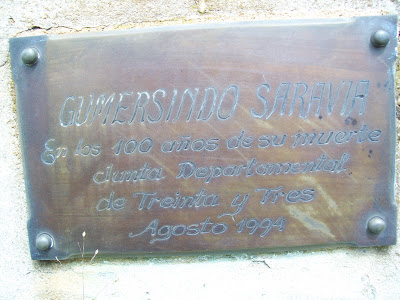 GUMERSINDO SARAVIA
En los 100 años de su muerte
Junta Departamental
de Treinta y Tres
Agosto 1994